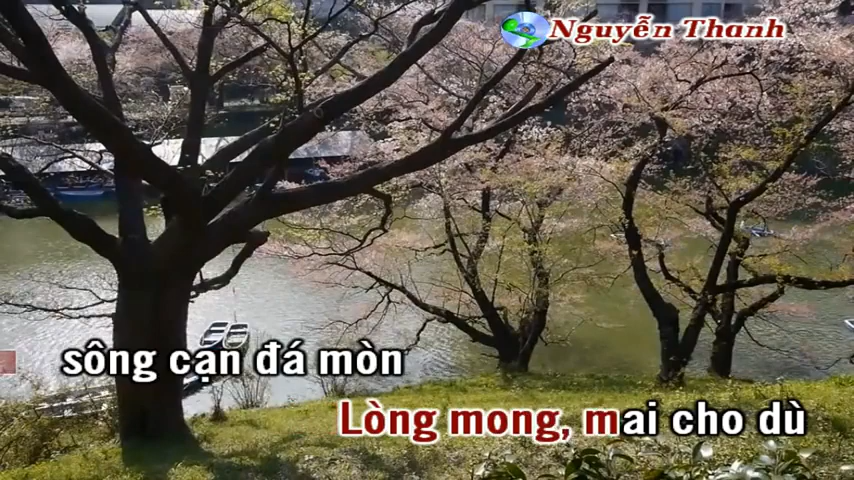 Nguyễn Thanh
sông cạn đá mòn
Lòng mong, mai cho dù